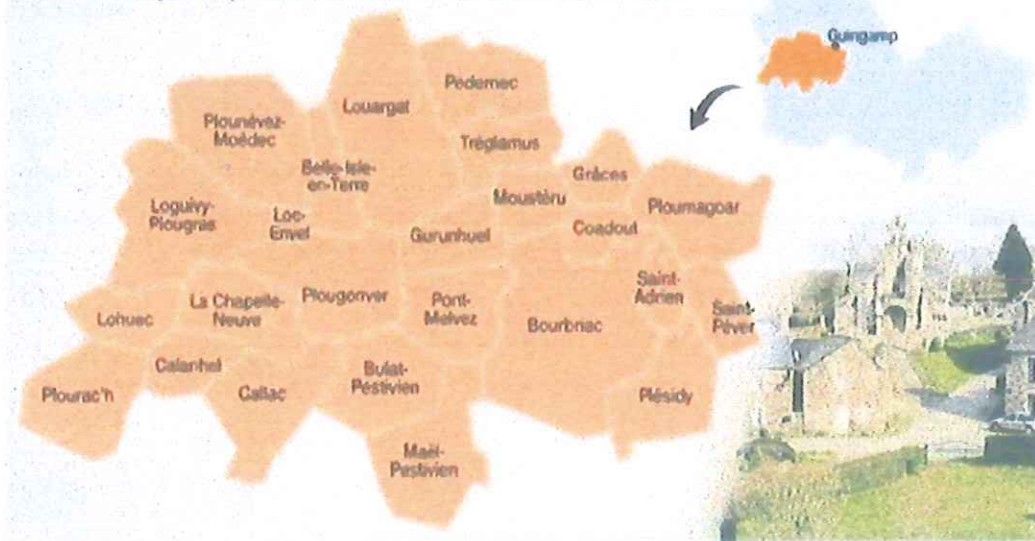 Guingamp
Pédernec
Louargat
Plounévez-
Moëdec
Tréglamus
Belle-Isle-
en-Terre
Grâces
Moustéru
Ploumagoar
Loguivy-
Plougras
Loc-
Envel
Gurunhuel
Coadout
Saint-
Adrien
La Chapelle-
Neuve
Plougonver
Pont-
Melvez
Saint-
Péver
Lohuec
Bourbriac
Calanhel
Bulat-
Pestivien
Plourac'h
Callac
Plésidy
Maël-
Pestivien